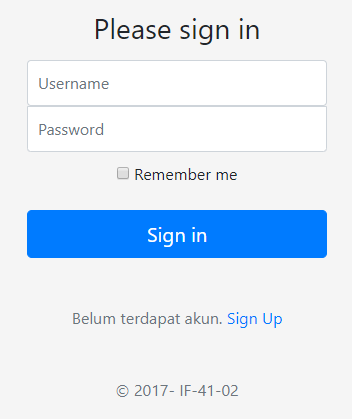 Please sign in
Username
Password
Remember me
Sign in
Belum terdapat akun. Sign Up
© 2017- IF-41-02